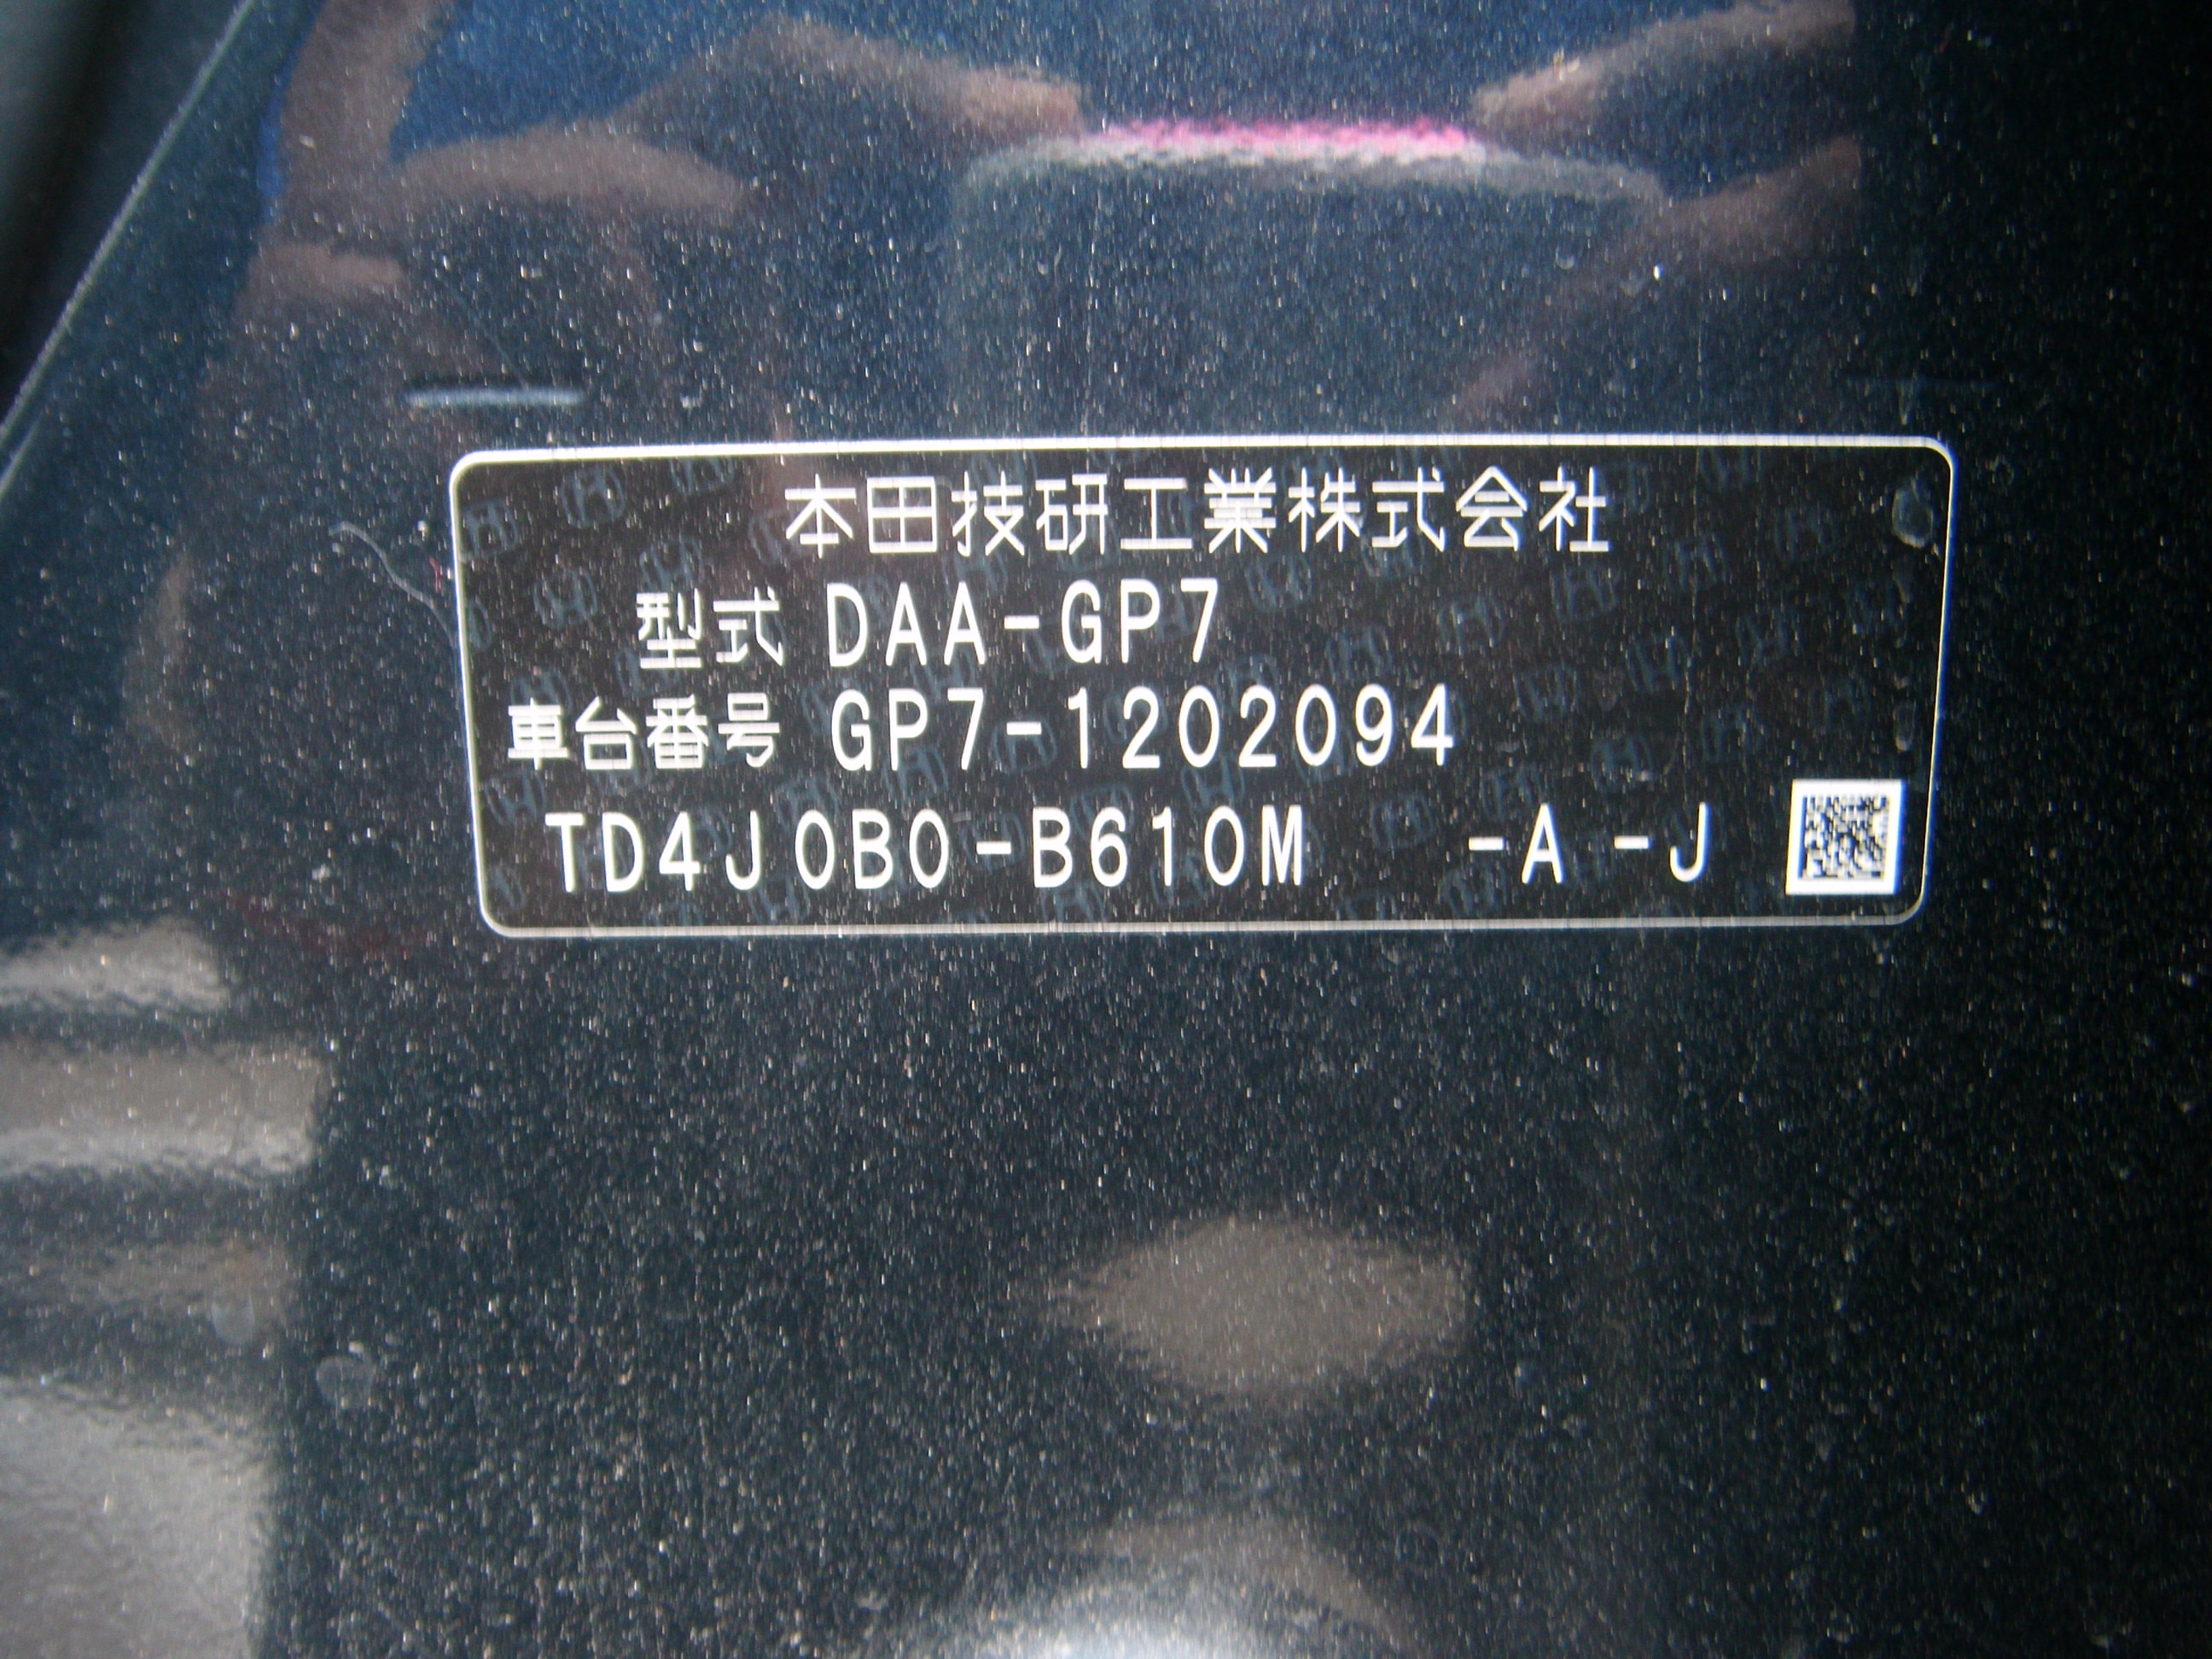 本田技研工業株式会社
型式 DAA-GP7
車台番号 GP7-1202094
TD4J0B0-B610M -A -J